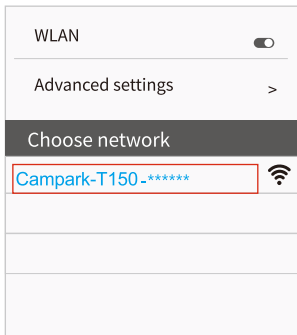 WLAN
Advanced settings >
Choose network
Campark-T150-******